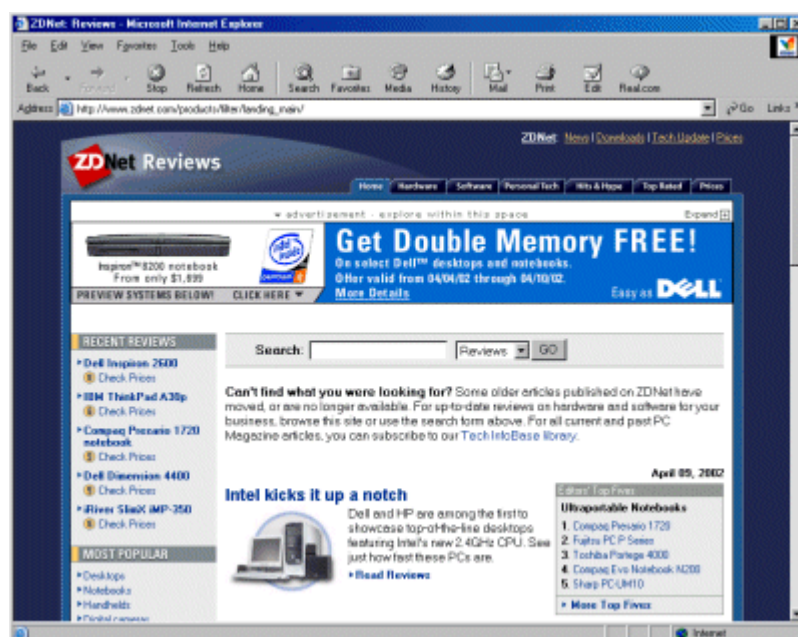 ZDNet: Reviews - Microsoft Internet Explorer
File Edit View Favorites Tools Help
Back Forward Stop Refresh Home Search Favorites Media History Mail Print Edit Real.com
Address http://www.zdnet.com/products/filter/landing_main/ Go Links
ZDNet: News | Downloads | Tech Update | Prices
ZDNet Reviews
Home Hardware Software Personal Tech Hits & Hype Top Rated Prices
advertisement - explore within this space Expand
Get Double Memory FREE!
On select Dell™ desktops and notebooks.
Offer valid from 04/04/02 through 04/10/02.
More Details
Easy as DELL
Inspiron™ 8200 notebook
From only $1,899
PREVIEW SYSTEMS BELOW! CLICK HERE
intel inside
pentium 4
RECENT REVIEWS
Dell Inspiron 2600
Check Prices
IBM ThinkPad A30p
Check Prices
Compaq Presario 1720
notebook
Check Prices
Dell Dimension 4400
Check Prices
iRiver SlimX iMP-350
Check Prices
MOST POPULAR
Desktops
Notebooks
Handhelds
Digital cameras
Search: Reviews GO
Can't find what you were looking for? Some older articles published on ZDNet have
moved, or are no longer available. For up-to-date reviews on hardware and software for your
business, browse this site or use the search form above. For all current and past PC
Magazine articles, you can subscribe to our Tech InfoBase library.
April 09, 2002
Intel kicks it up a notch
Dell and HP are among the first to
showcase top-of-the-line desktops
featuring Intel's new 2.4GHz CPU. See
just how fast these PCs are.
Read Reviews
Editors' Top Fives
Ultraportable Notebooks
1. Compaq Presario 1720
2. Fujitsu PC P Series
3. Toshiba Portege 4000
4. Compaq Evo Notebook N200
5. Sharp PC-UM10
More Top Fives
Internet